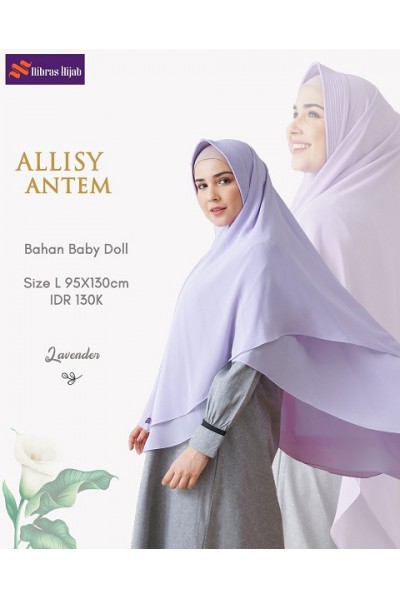 Nibras Hijab
ALLISY
ANTEM
Bahan Baby Doll
Size L 95X130cm
IDR 130K
Lavender